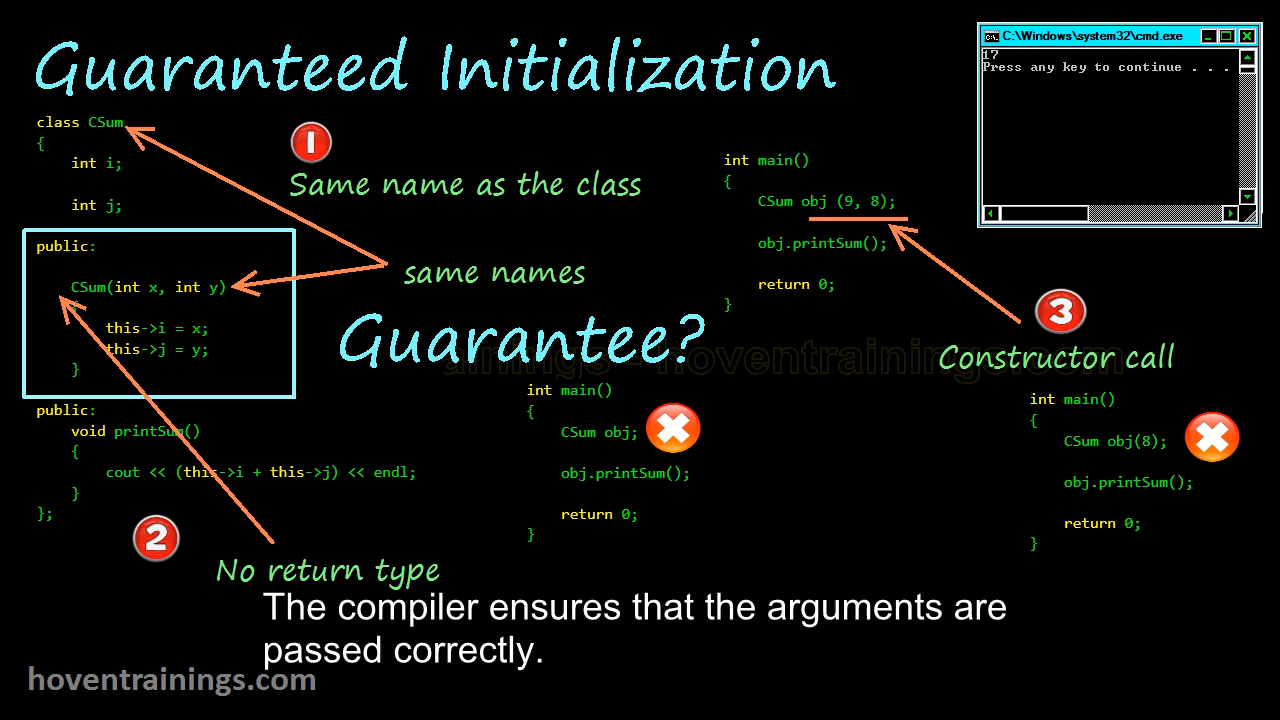 Guaranteed Initialization
C:\Windows\system32\cmd.exe
17
Press any key to continue . . .
class CSum
{
int i;
int j;
public:
CSum(int x, int y)
{
this->i = x;
this->j = y;
}
public:
void printSum()
{
cout << (this->i + this->j) << endl;
}
};
1
Same name as the class
same names
2
No return type
int main()
{
CSum obj (9, 8);
obj.printSum();
return 0;
}
3
Constructor call
Guarantee?
ainings - hoventrainings.com
int main()
{
CSum obj;
obj.printSum();
return 0;
}
int main()
{
CSum obj(8);
obj.printSum();
return 0;
}
The compiler ensures that the arguments are
passed correctly.
hoventrainings.com